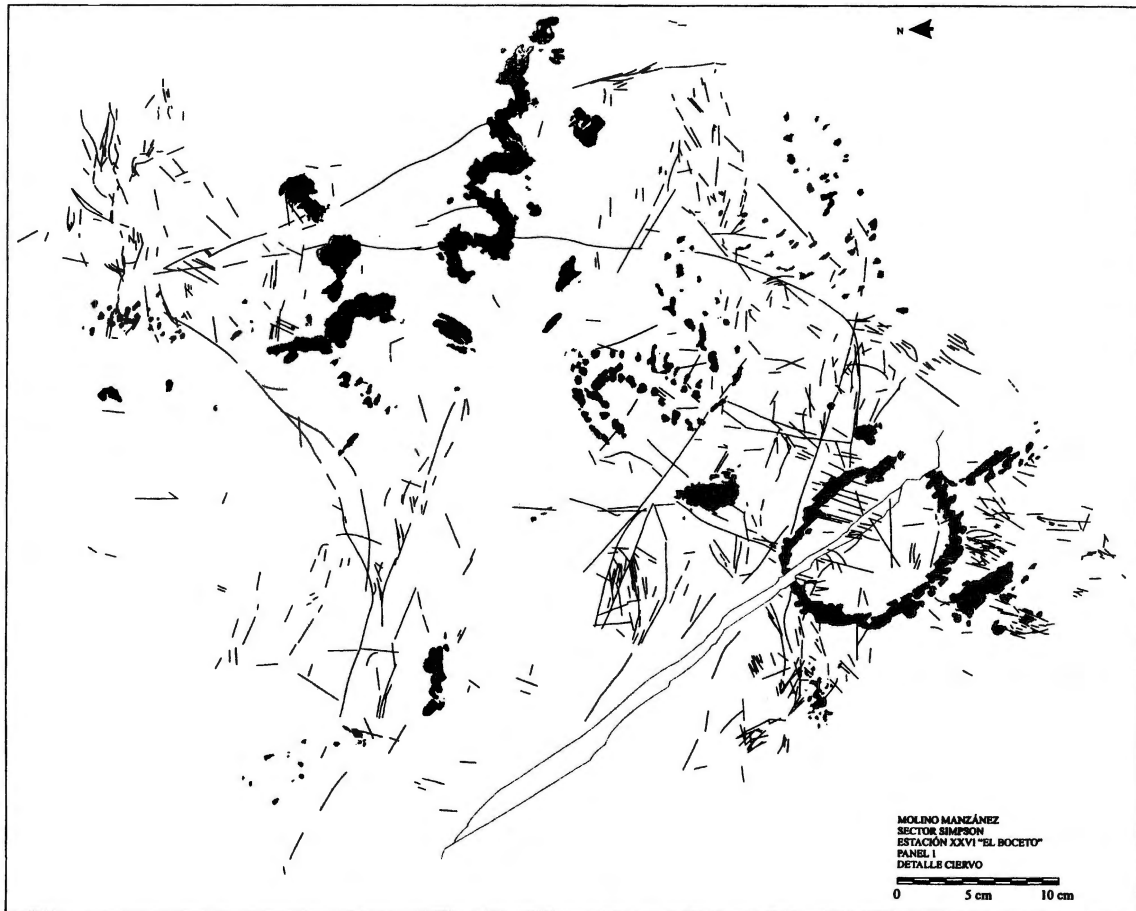 N
MOLINO MANZÁNEZ
SECTOR SIMPSON
ESTACIÓN XXVI "EL BOCETO"
PANEL 1
DETALLE CIERVO
0 5 cm 10 cm